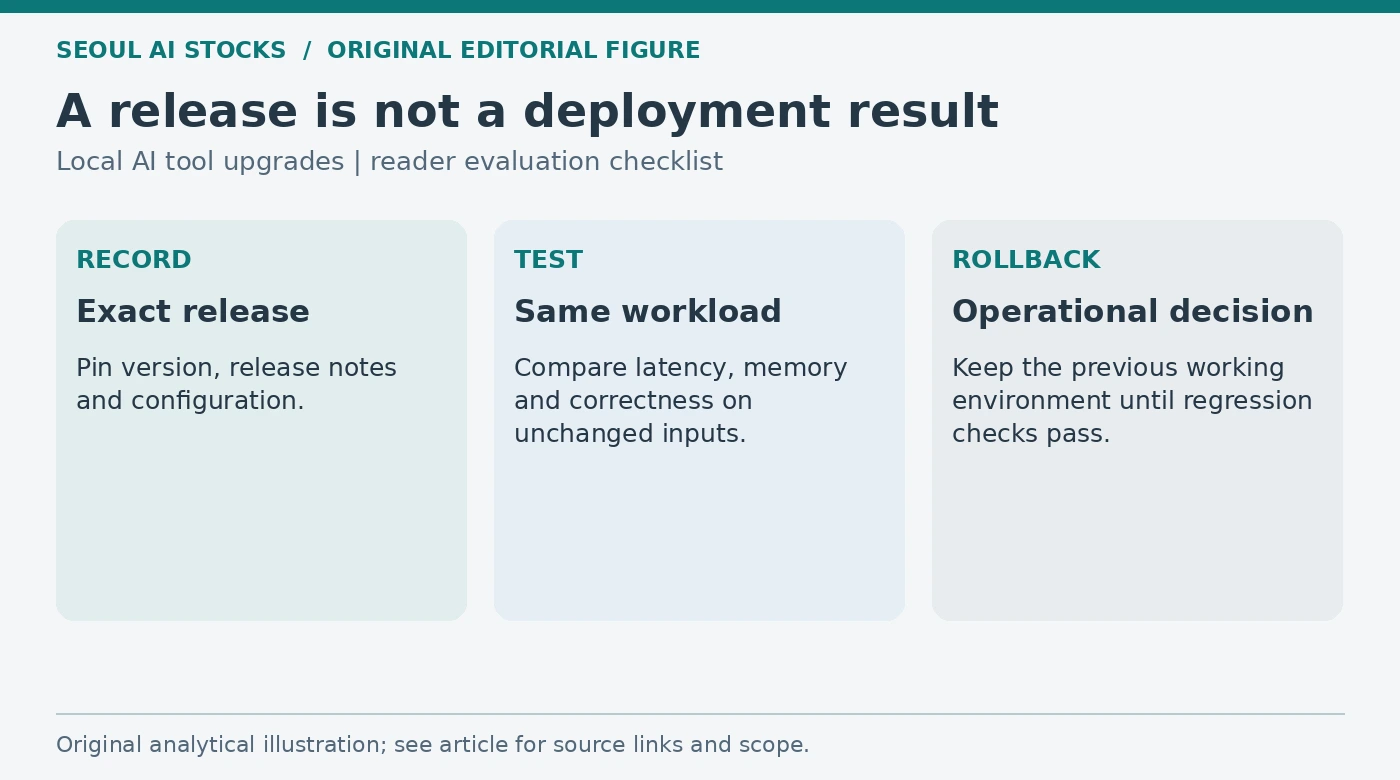 SEOUL AI STOCKS / ORIGINAL EDITORIAL FIGURE
A release is not a deployment result
Local AI tool upgrades | reader evaluation checklist
RECORD
Exact release
Pin version, release notes
and configuration.
TEST
Same workload
Compare latency, memory
and correctness on
unchanged inputs.
ROLLBACK
Operational decision
Keep the previous working
environment until regression
checks pass.
Original analytical illustration; see article for source links and scope.